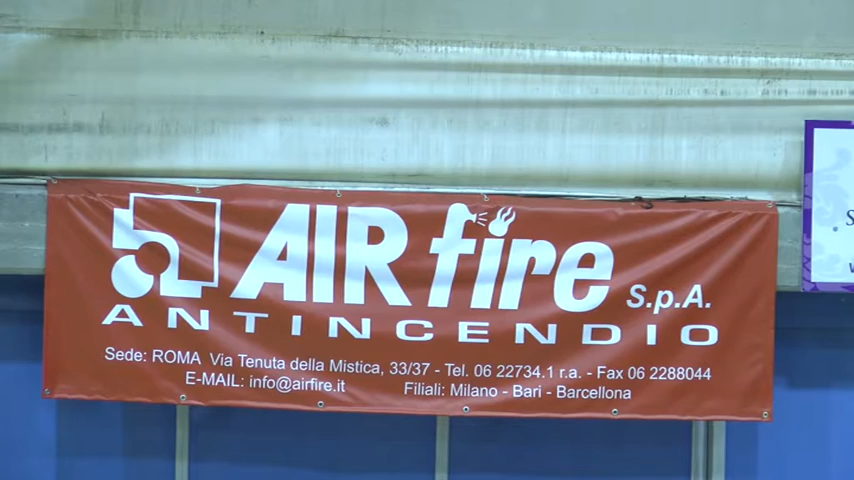 AIR fire S.p.A.
ANTINCENDIO
Sede: ROMA Via Tenuta della Mistica, 33/37 - Tel. 06 22734.1 r.a. - Fax 06 2288044
E-MAIL: info@airfire.it Filiali: Milano - Bari - Barcellona